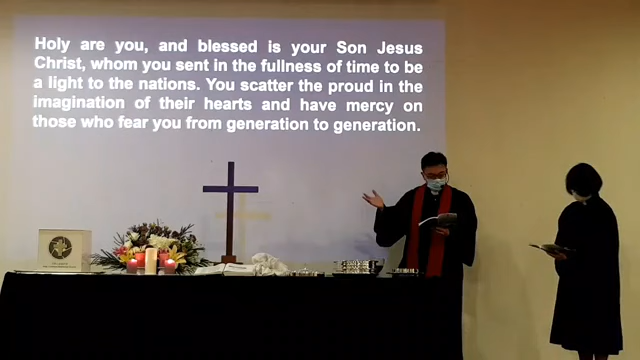 Holy are you, and blessed is your Son Jesus
Christ, whom you sent in the fullness of time to be
a light to the nations. You scatter the proud in the
imagination of their hearts and have mercy on
those who fear you from generation to generation.